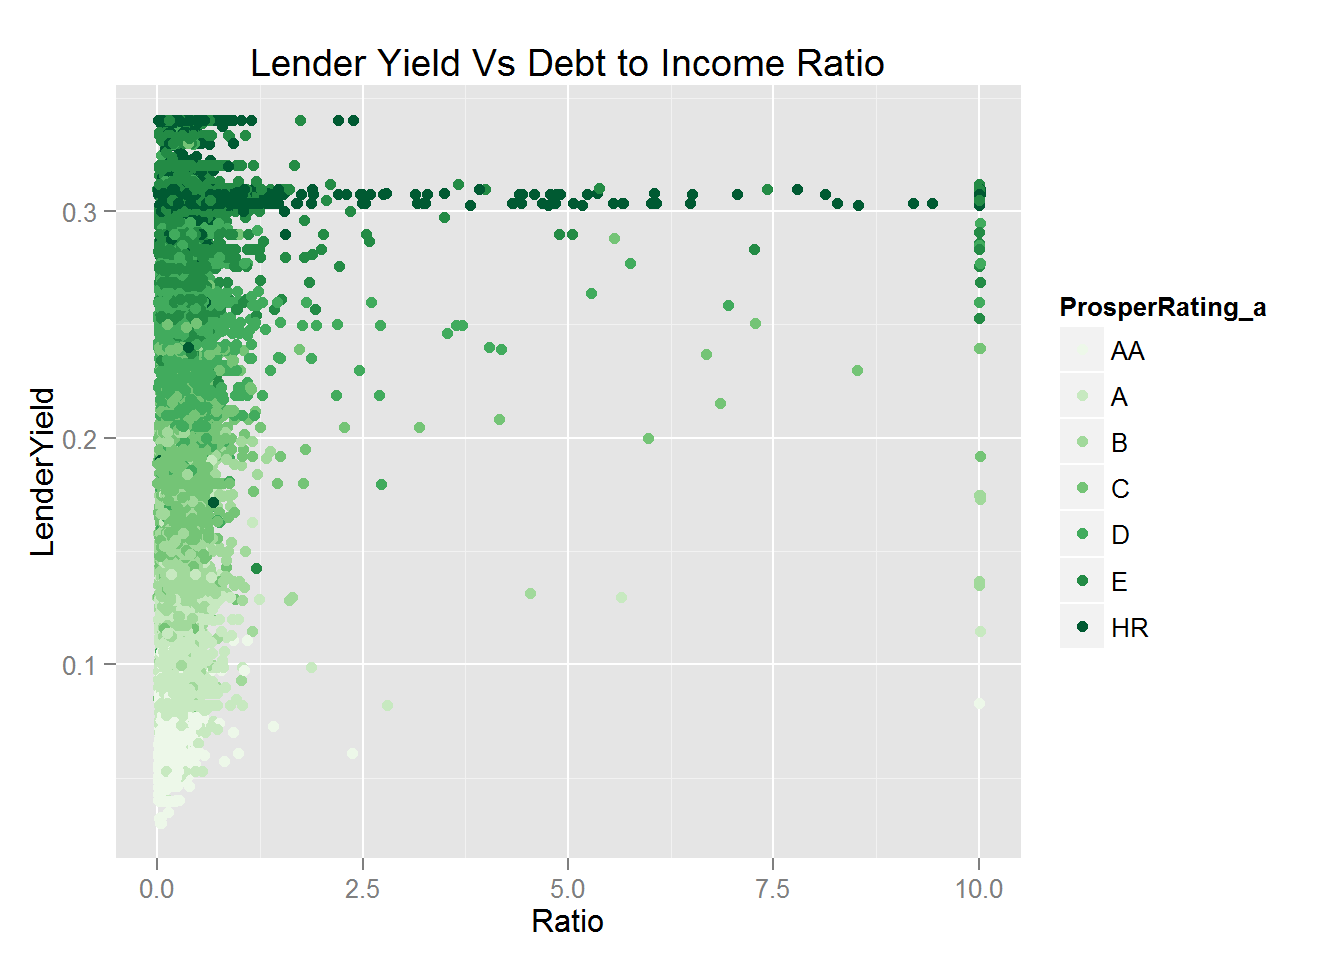 Lender Yield Vs Debt to Income Ratio
LenderYield
0.3
0.2
0.1
0.0 2.5 5.0 7.5 10.0
Ratio
ProsperRating_a
AA
A
B
C
D
E
HR